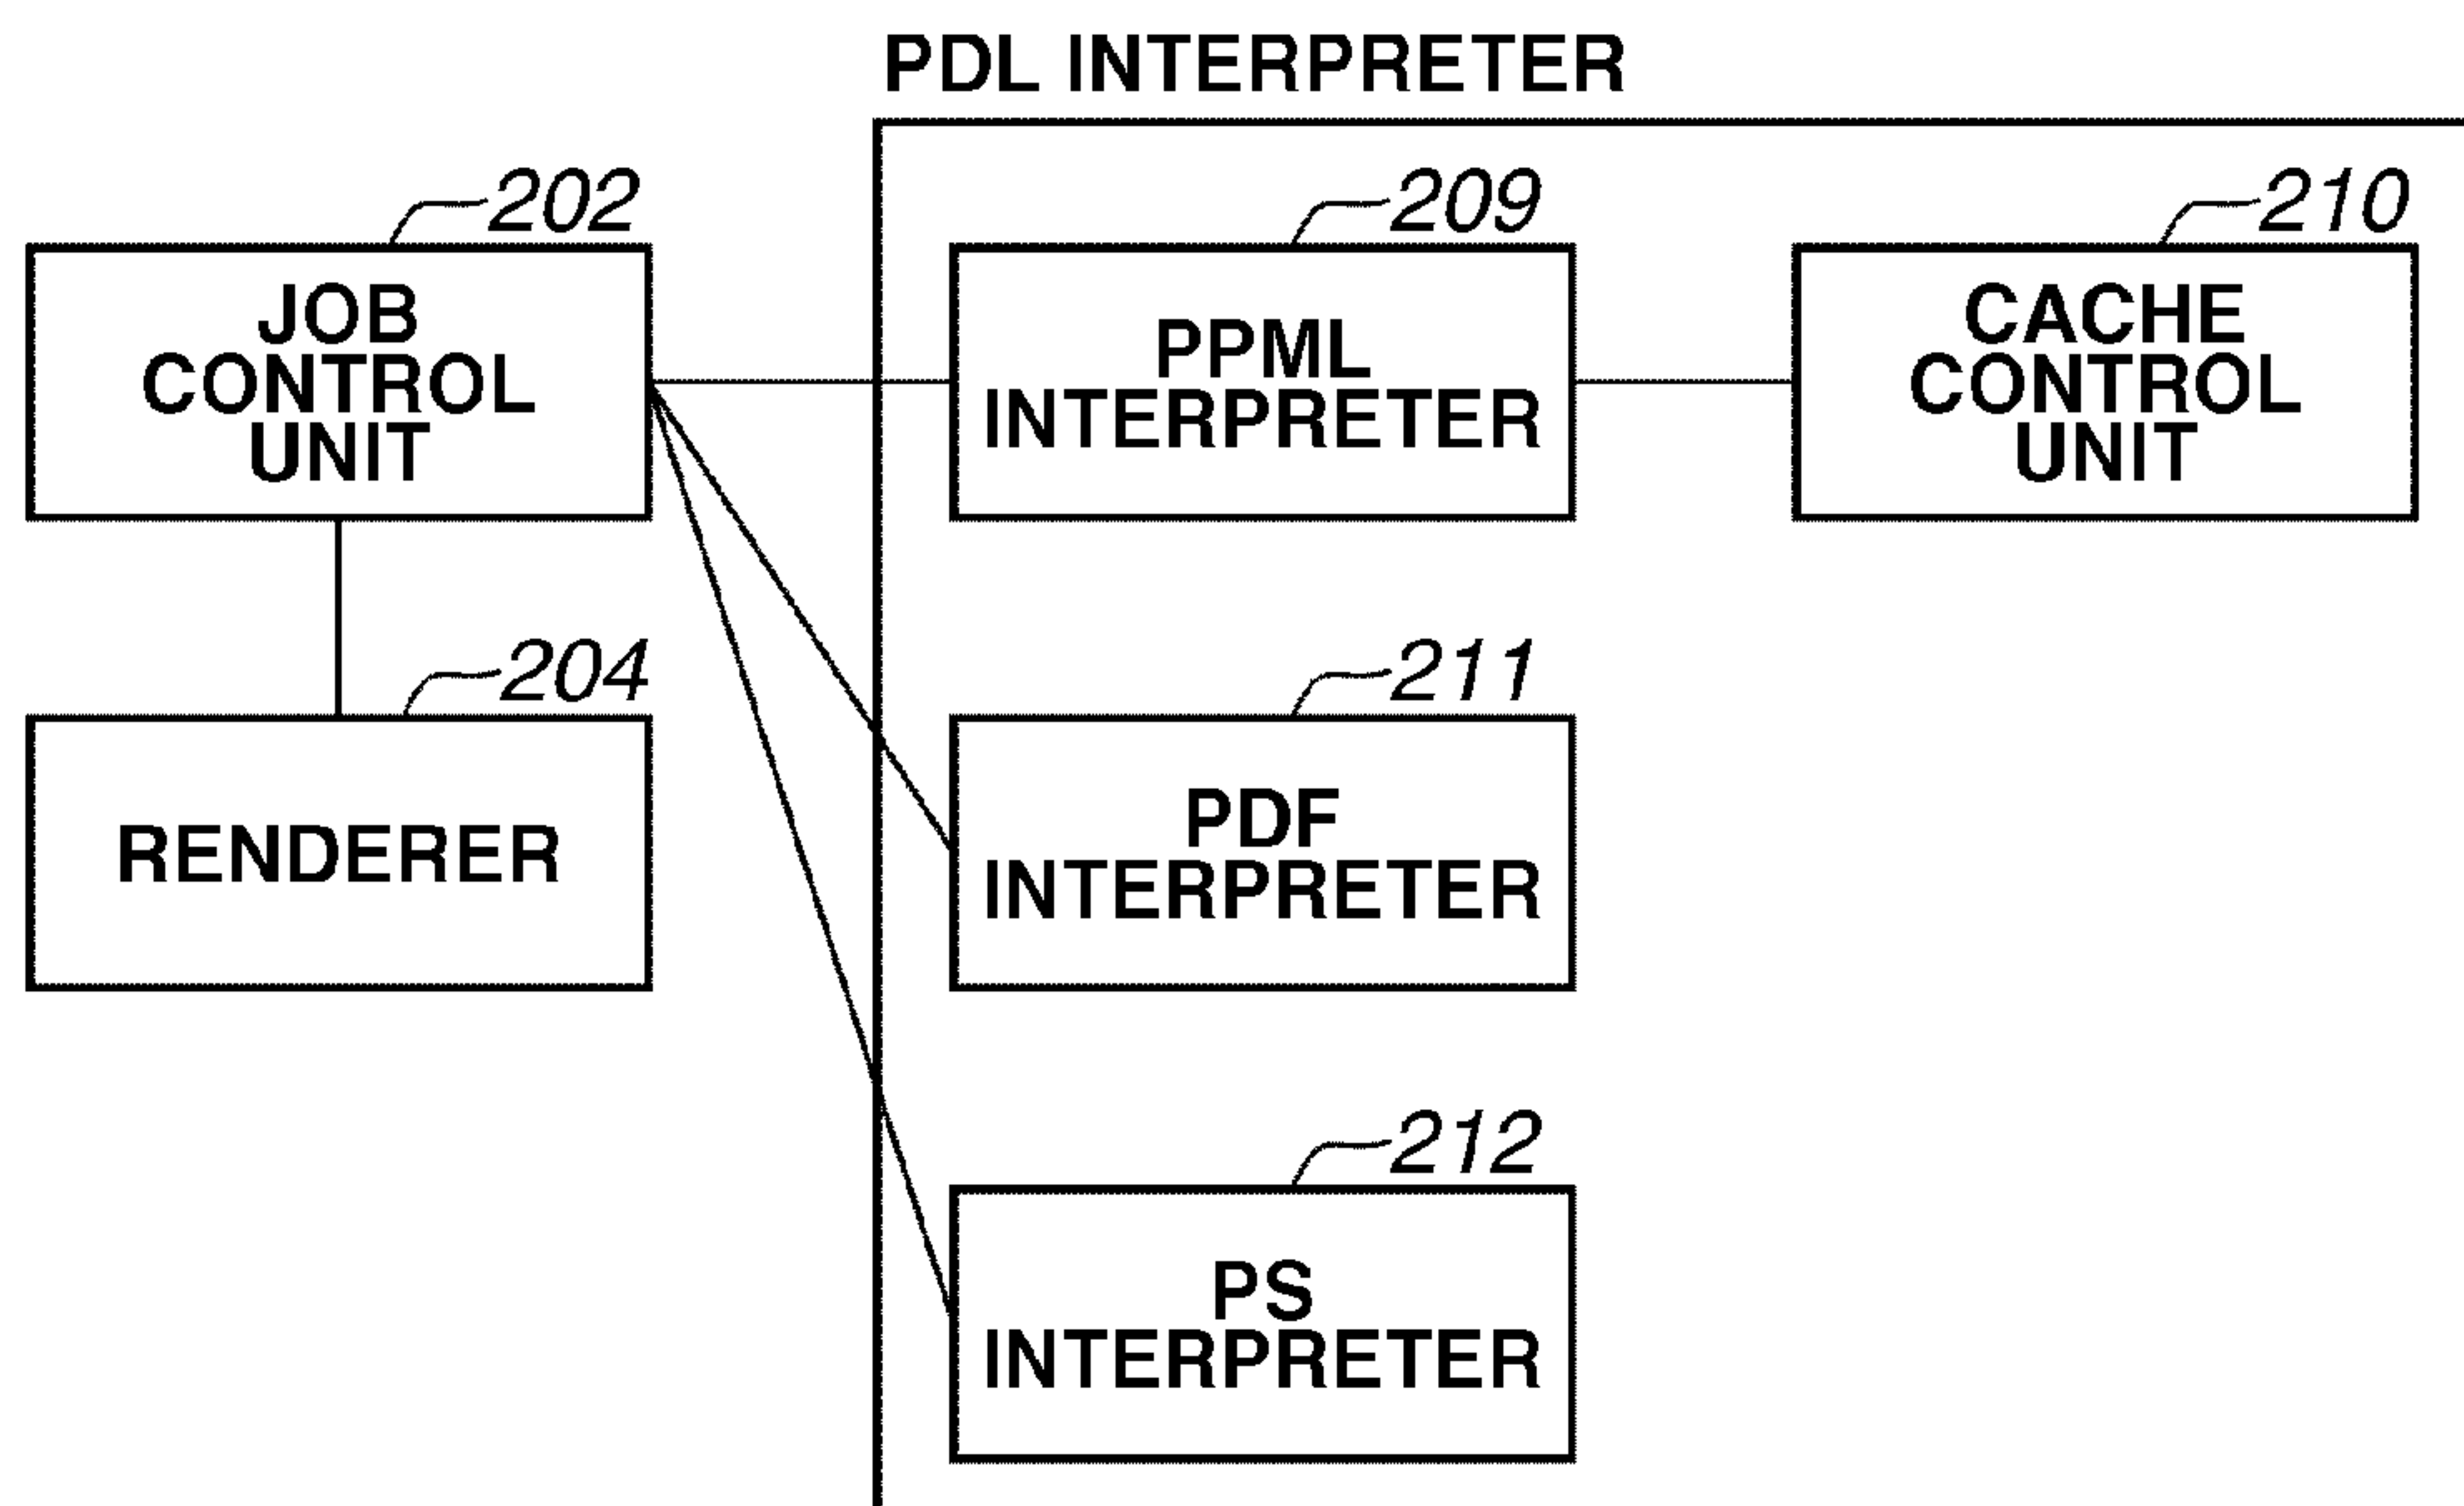 PDL INTERPRETER
202
209
210
JOB
CONTROL
UNIT
PPML
INTERPRETER
CACHE
CONTROL
UNIT
204
211
RENDERER
PDF
INTERPRETER
212
PS
INTERPRETER